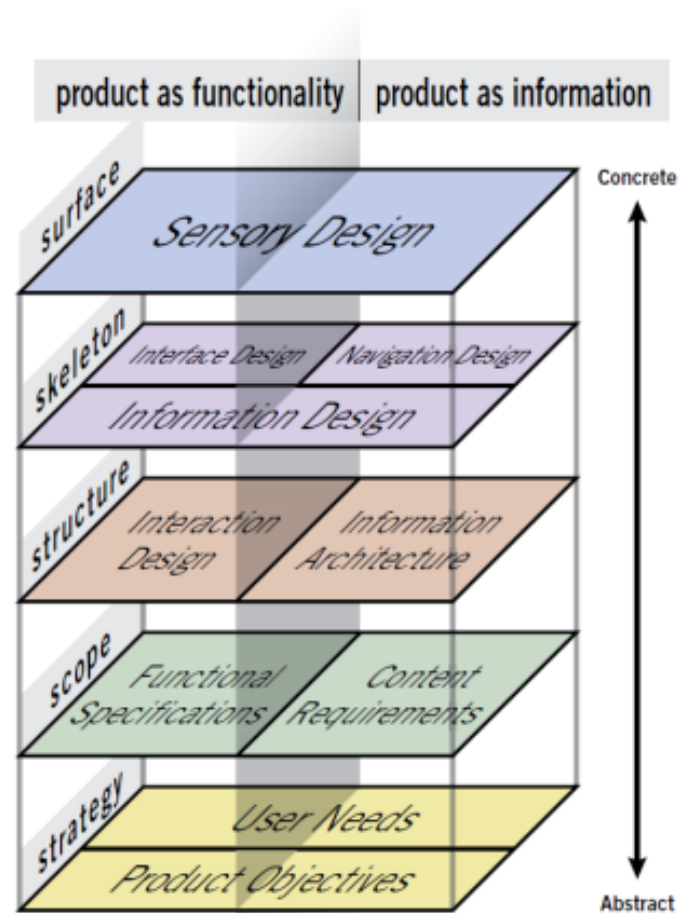 product as functionality
product as information
Concrete
surface
Sensory Design
skeleton
Interface Design
Navigation Design
Information Design
structure
Interaction
Design
Information
Architecture
scope
Functional
Specifications
Content
Requirements
strategy
User Needs
Product Objectives
Abstract